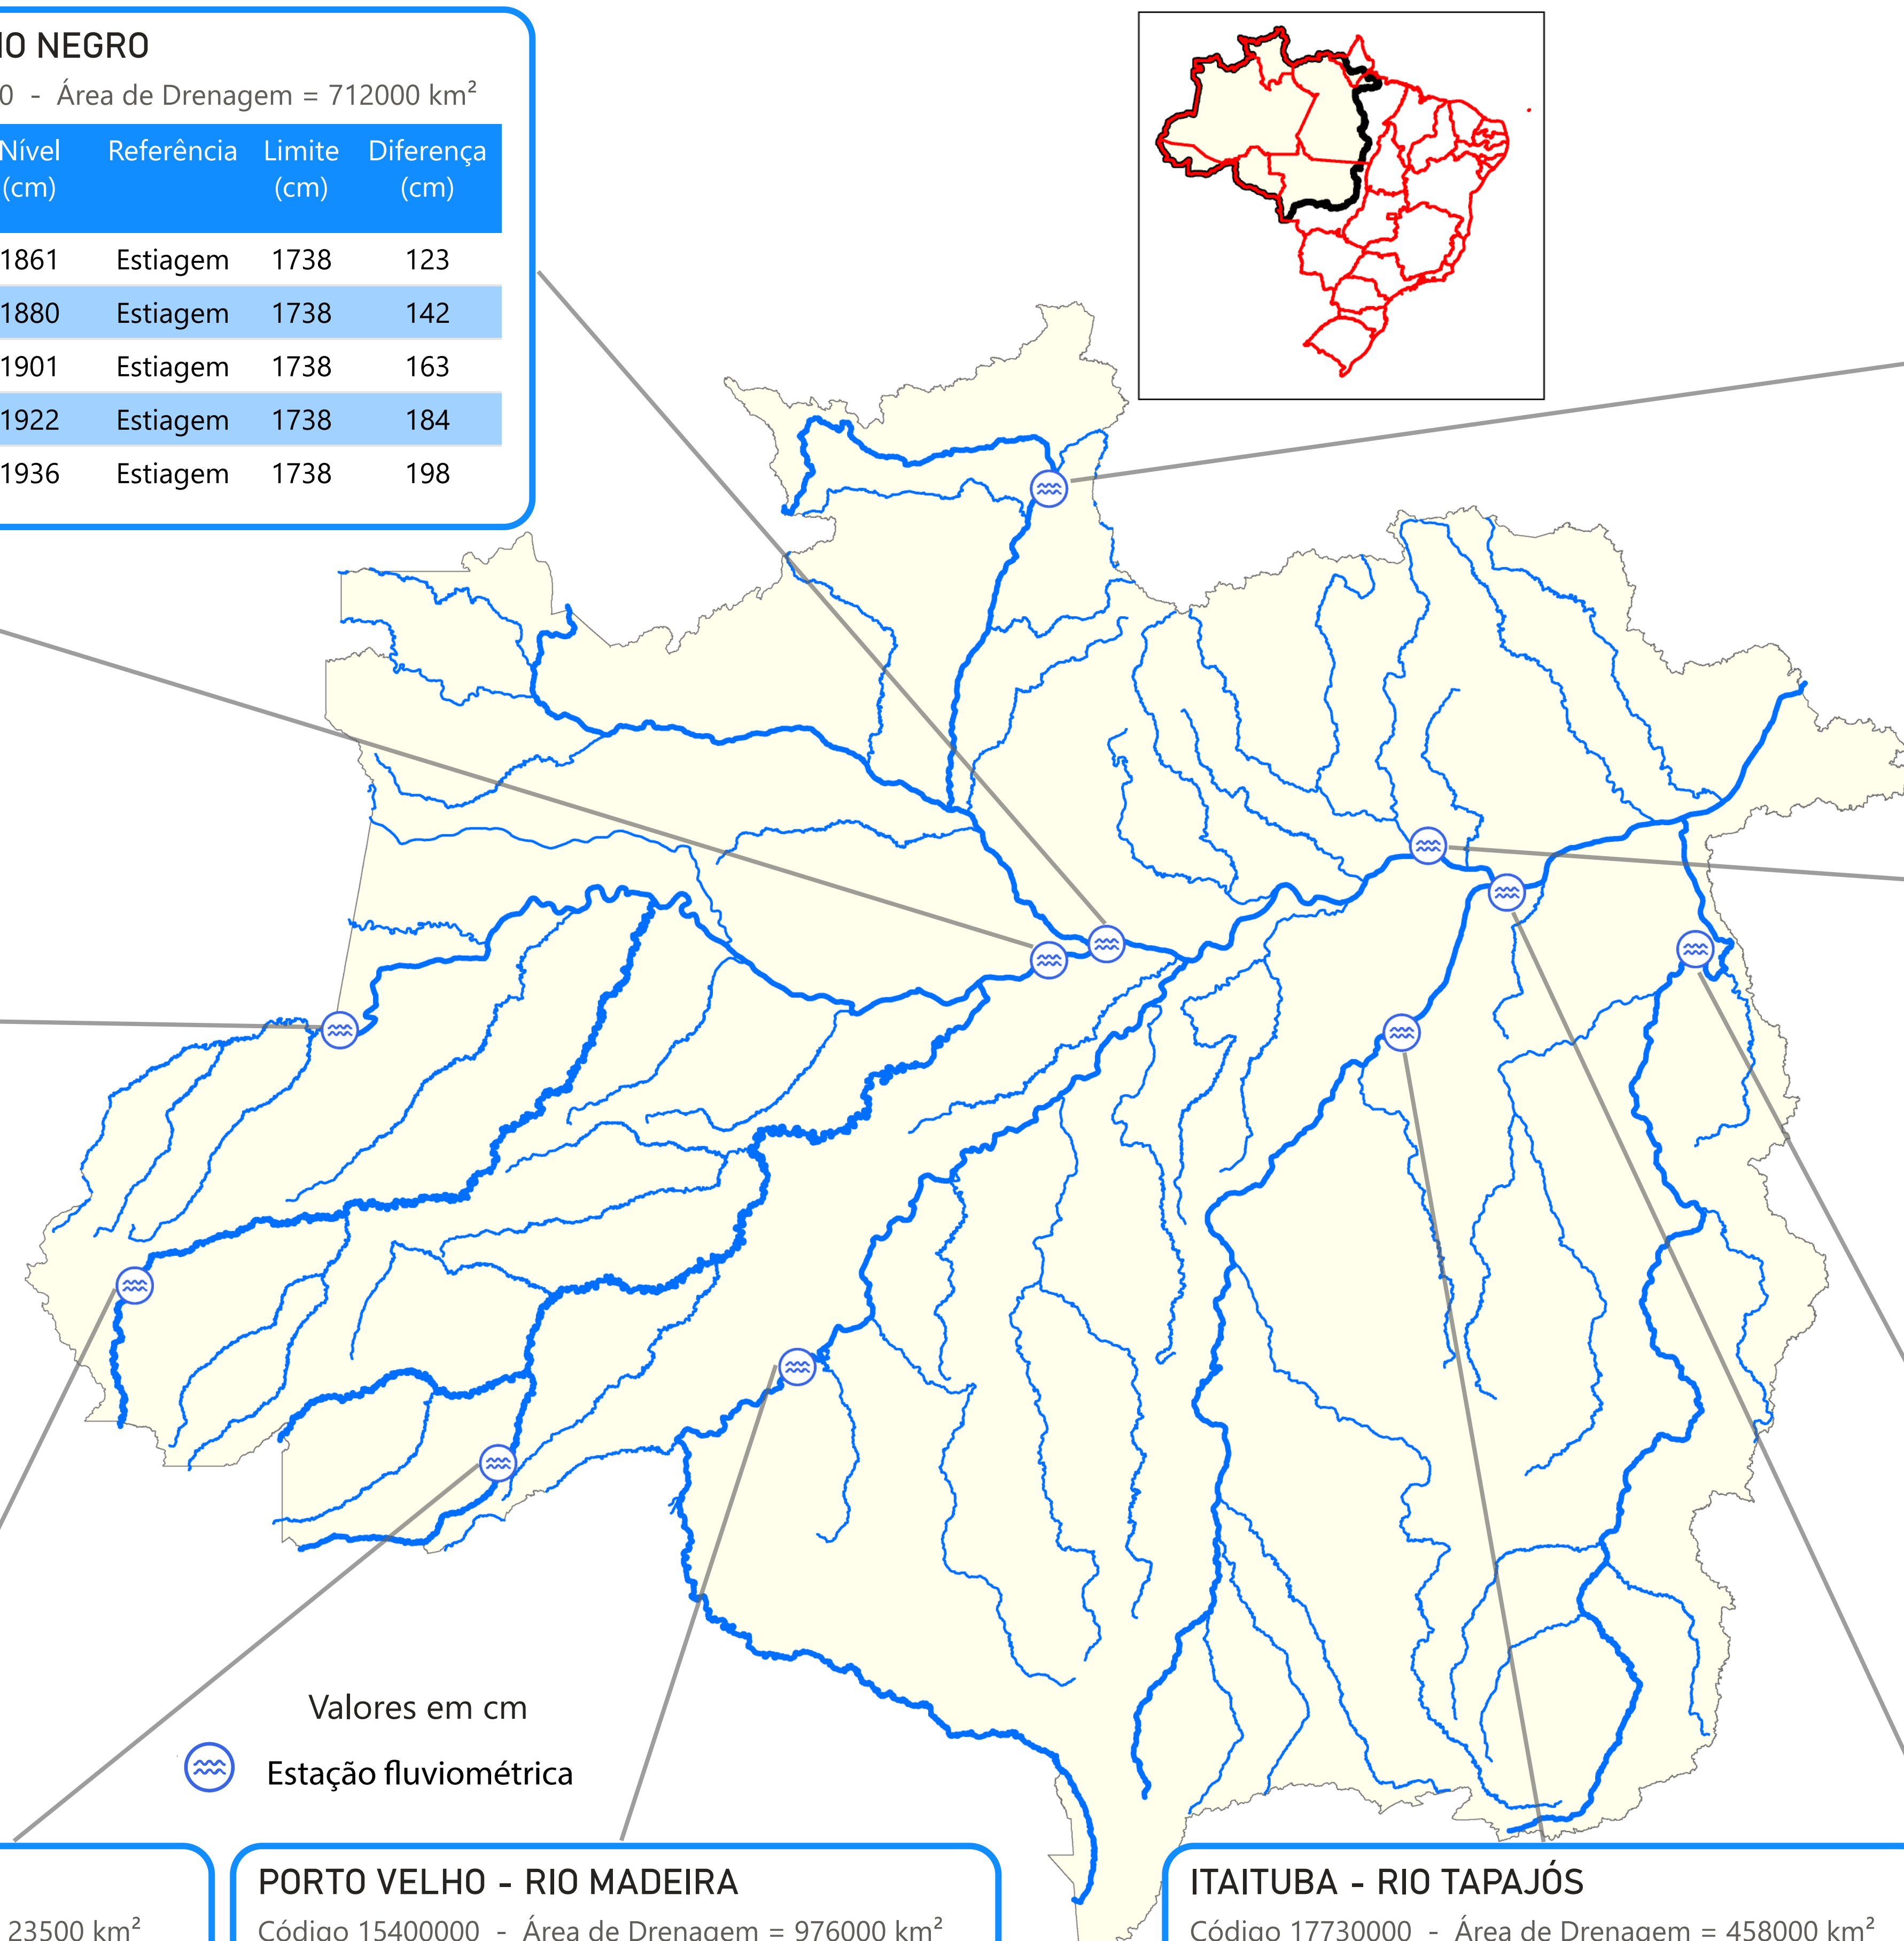 IO NEGRO
0 - Área de Drenagem = 712000 km²
Nível Referência Limite Diferença
(cm) (cm) (cm)
1861 Estiagem 1738 123
1880 Estiagem 1738 142
1901 Estiagem 1738 163
1922 Estiagem 1738 184
1936 Estiagem 1738 198
Valores em cm
Estação fluviométrica
23500 km²
PORTO VELHO - RIO MADEIRA
Código 15400000 - Área de Drenagem = 976000 km²
ITAITUBA - RIO TAPAJÓS
Código 17730000 - Área de Drenagem = 458000 km²